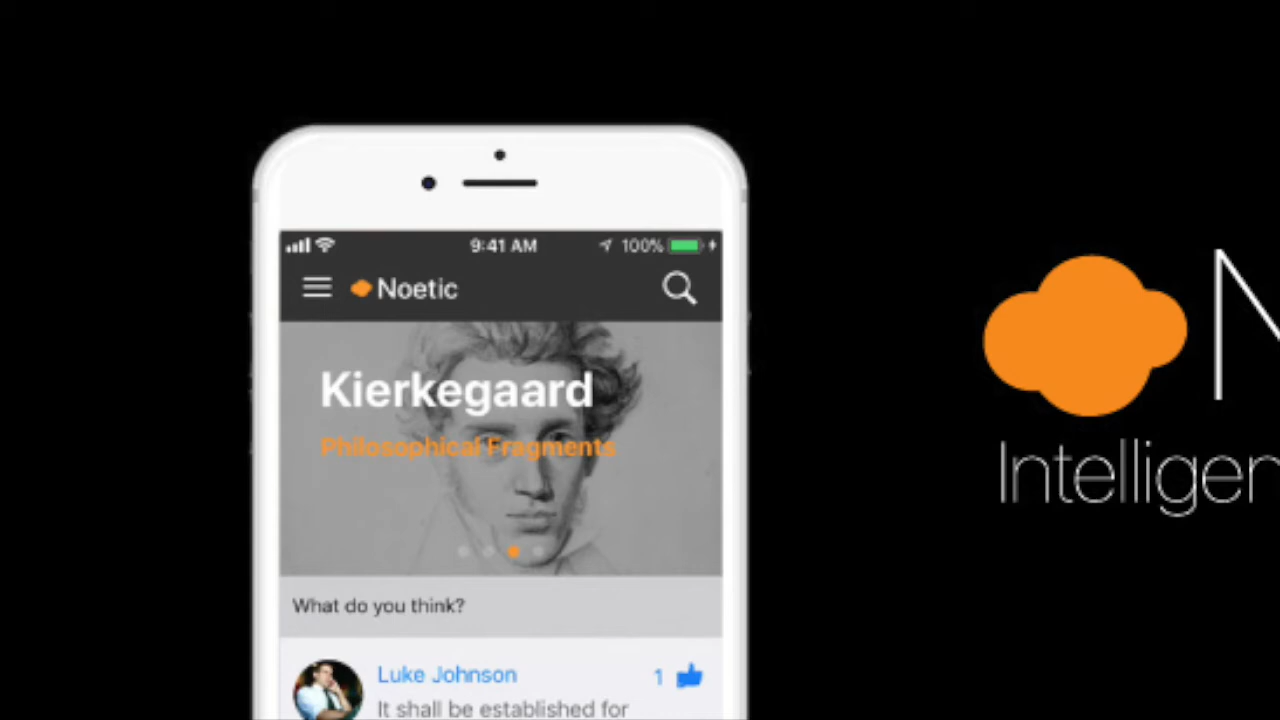 9:41 AM 100%
Noetic
Kierkegaard
Philosophical Fragments
What do you think?
Luke Johnson 1
It shall be established for
N
Intelligen